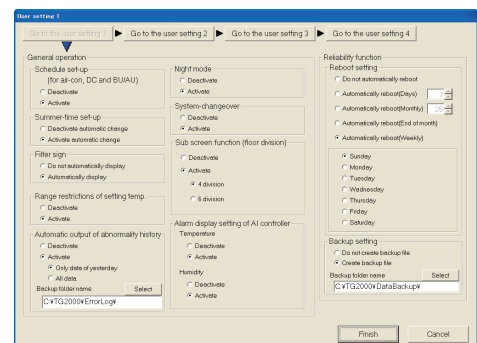 User setting 1
Go to the user setting 1
Go to the user setting 2
Go to the user setting 3
Go to the user setting 4
General operation
Schedule set-up
(for air-con, DC and BU/AU)
Deactivate
Activate
Summer-time set-up
Deactivate automatic change
Activate automatic change
Filter sign
Do not automatically display
Automatically display
Range restrictions of setting temp.
Deactivate
Activate
Automatic output of abnormality history
Deactivate
Activate
Only data of yesterday
All data
Backup folder name
Select
C:¥TG2000¥ErrorLog¥
Night mode
Deactivate
Activate
System-changeover
Deactivate
Activate
Sub screen function (floor division)
Deactivate
Activate
4 division
6 division
Alarm display setting of AI controller
Temperature
Deactivate
Activate
Humidity
Deactivate
Activate
Reliability function
Reboot setting
Do not automatically reboot
Automatically reboot(Days)
Automatically reboot(Monthly)
25
Automatically reboot(End of month)
Automatically reboot(Weekly)
Sunday
Monday
Tuesday
Wednesday
Thursday
Friday
Saturday
Backup setting
Do not create backup file
Create backup file
Backup folder name
Select
C:¥TG2000¥DataBackup¥
Finish
Cancel